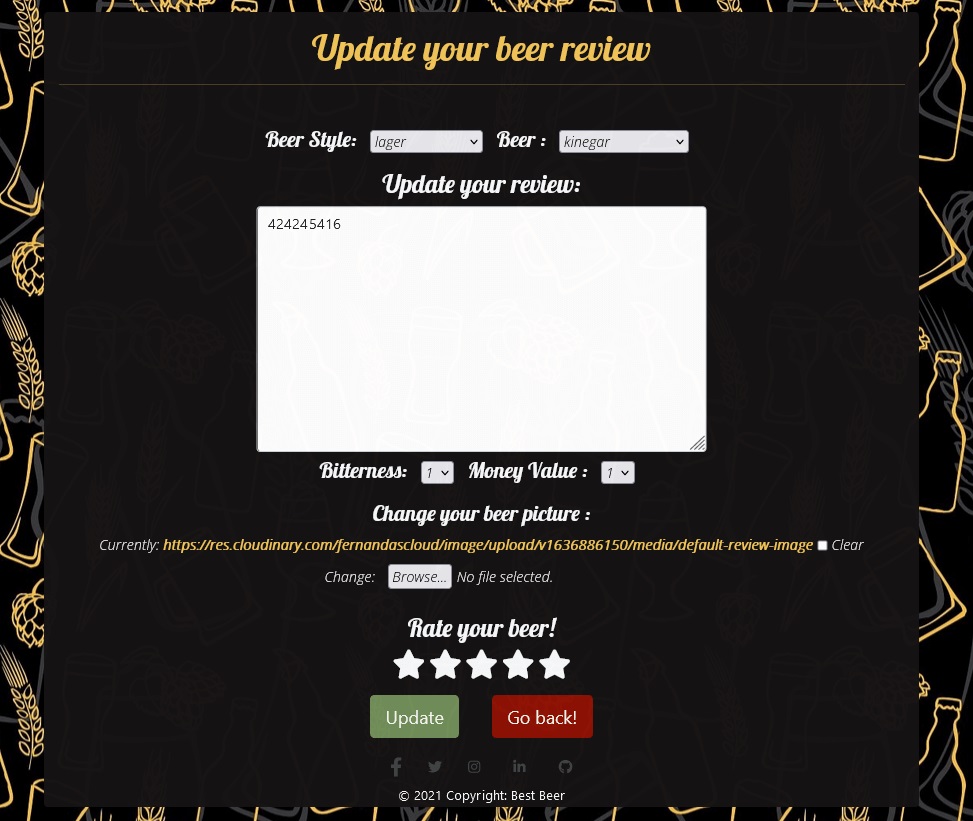 Update your beer review
Beer Style: lager Beer : kinegar
Update your review:
424245416
Bitterness: 1 Money Value : 1
Change your beer picture :
Currently: https://res.cloudinary.com/fernandascloud/image/upload/v1636886150/media/default-review-image Clear
Change: Browse... No file selected.
Rate your beer!
Update Go back!
© 2021 Copyright: Best Beer